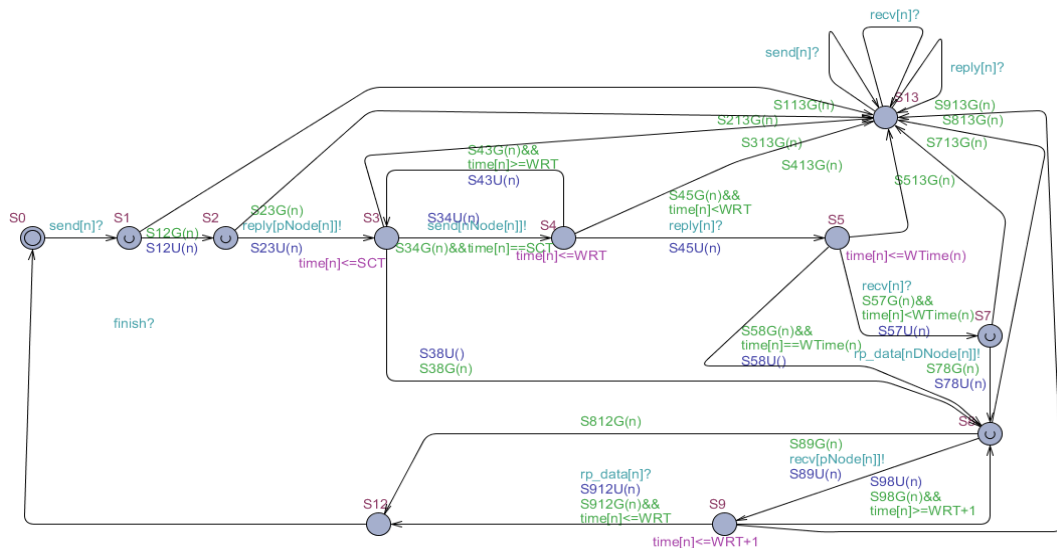 recv[n]?
send[n]?
reply[n]?
S13
S113G(n)
S913G(n)
S213G(n)
S813G(n)
S313G(n)
S713G(n)
S413G(n)
S513G(n)
S43G(n)&&
time[n]>=WRT
S43U(n)
S45G(n)&&
time[n]<WRT
reply[n]?
S45U(n)
S0
send[n]?
S1
S12G(n)
S12U(n)
S2
S23G(n)
reply[pNode[n]]!
S23U(n)
S3
time[n]<=SCT
S34U(n)
send[nNode[n]]!
S34G(n)&&time[n]==SCT
S4
time[n]<=WRT
S5
time[n]<=WTime(n)
recv[n]?
S57G(n)&&
time[n]<WTime(n)
S57U(n)
S7
finish?
S58G(n)&&
time[n]==WTime(n)
S58U()
rp_data[nDNode[n]]!
S78G(n)
S78U(n)
S38U()
S38G(n)
S8
S812G(n)
S89G(n)
recv[pNode[n]]!
S89U(n)
S98U(n)
S98G(n)&&
time[n]>=WRT+1
rp_data[n]?
S912U(n)
S912G(n)&&
time[n]<=WRT
S12
S9
time[n]<=WRT+1